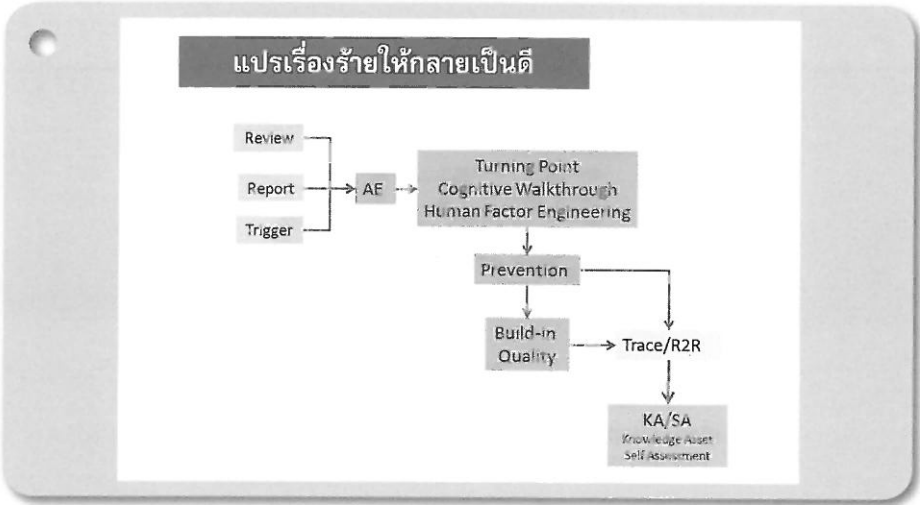 แปรเรื่องร้ายให้กลายเป็นดี
Review
Report
Trigger
AE
Turning Point
Cognitive Walkthrough
Human Factor Engineering
Prevention
Build-in
Quality
Trace/R2R
KA/SA
Knowledge Asset
Self Assessment